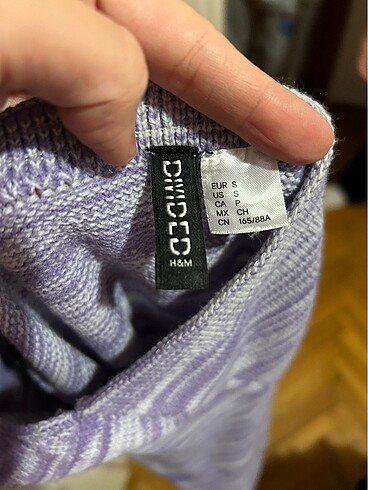 DIVIDED
H&M
EUR S
US S
CA P
MX CH
CN 165/88A